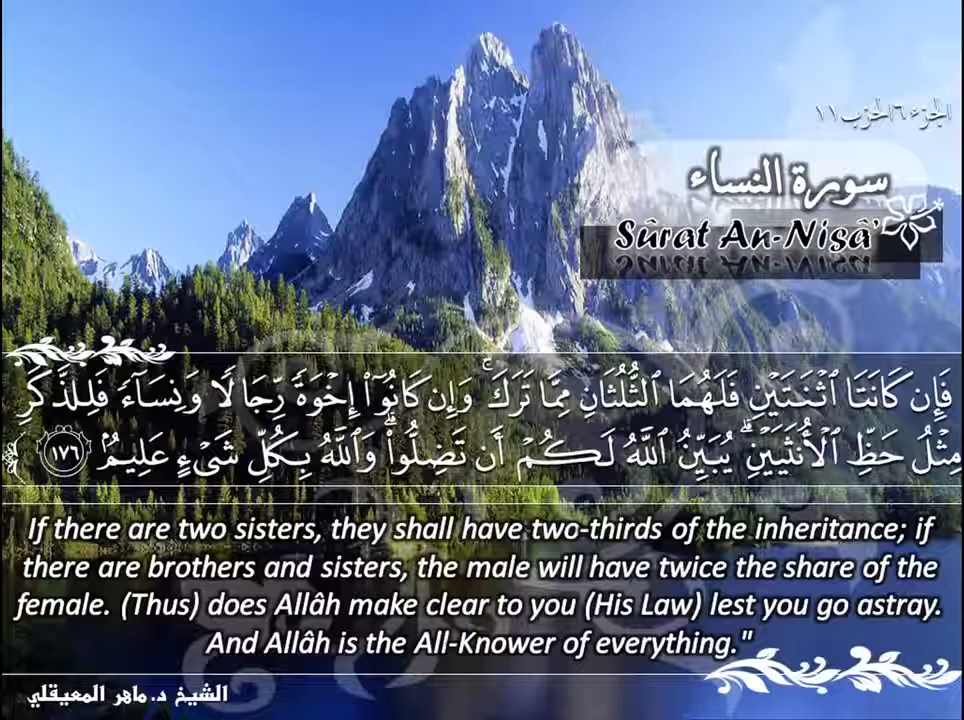 الجزء ٦ الحزب ١١
سورة النساء
Sûrat An-Nisâ'
فَإِن كَانَتَا ٱثْنَتَيْنِ فَلَهُمَا ٱلثُّلُثَانِ مِمَّا تَرَكَ ۚ وَإِن كَانُوٓا۟ إِخْوَةً رِّجَالًا وَنِسَآءً فَلِلذَّكَرِ
مِثْلُ حَظِّ ٱلْأُنثَيَيْنِ ۗ يُبَيِّنُ ٱللَّهُ لَكُمْ أَن تَضِلُّوا۟ ۗ وَٱللَّهُ بِكُلِّ شَىْءٍ عَلِيمٌۢ ١٧٦
If there are two sisters, they shall have two-thirds of the inheritance; if
there are brothers and sisters, the male will have twice the share of the
female. (Thus) does Allâh make clear to you (His Law) lest you go astray.
And Allâh is the All-Knower of everything."
الشيخ د. ماهر المعيقلي